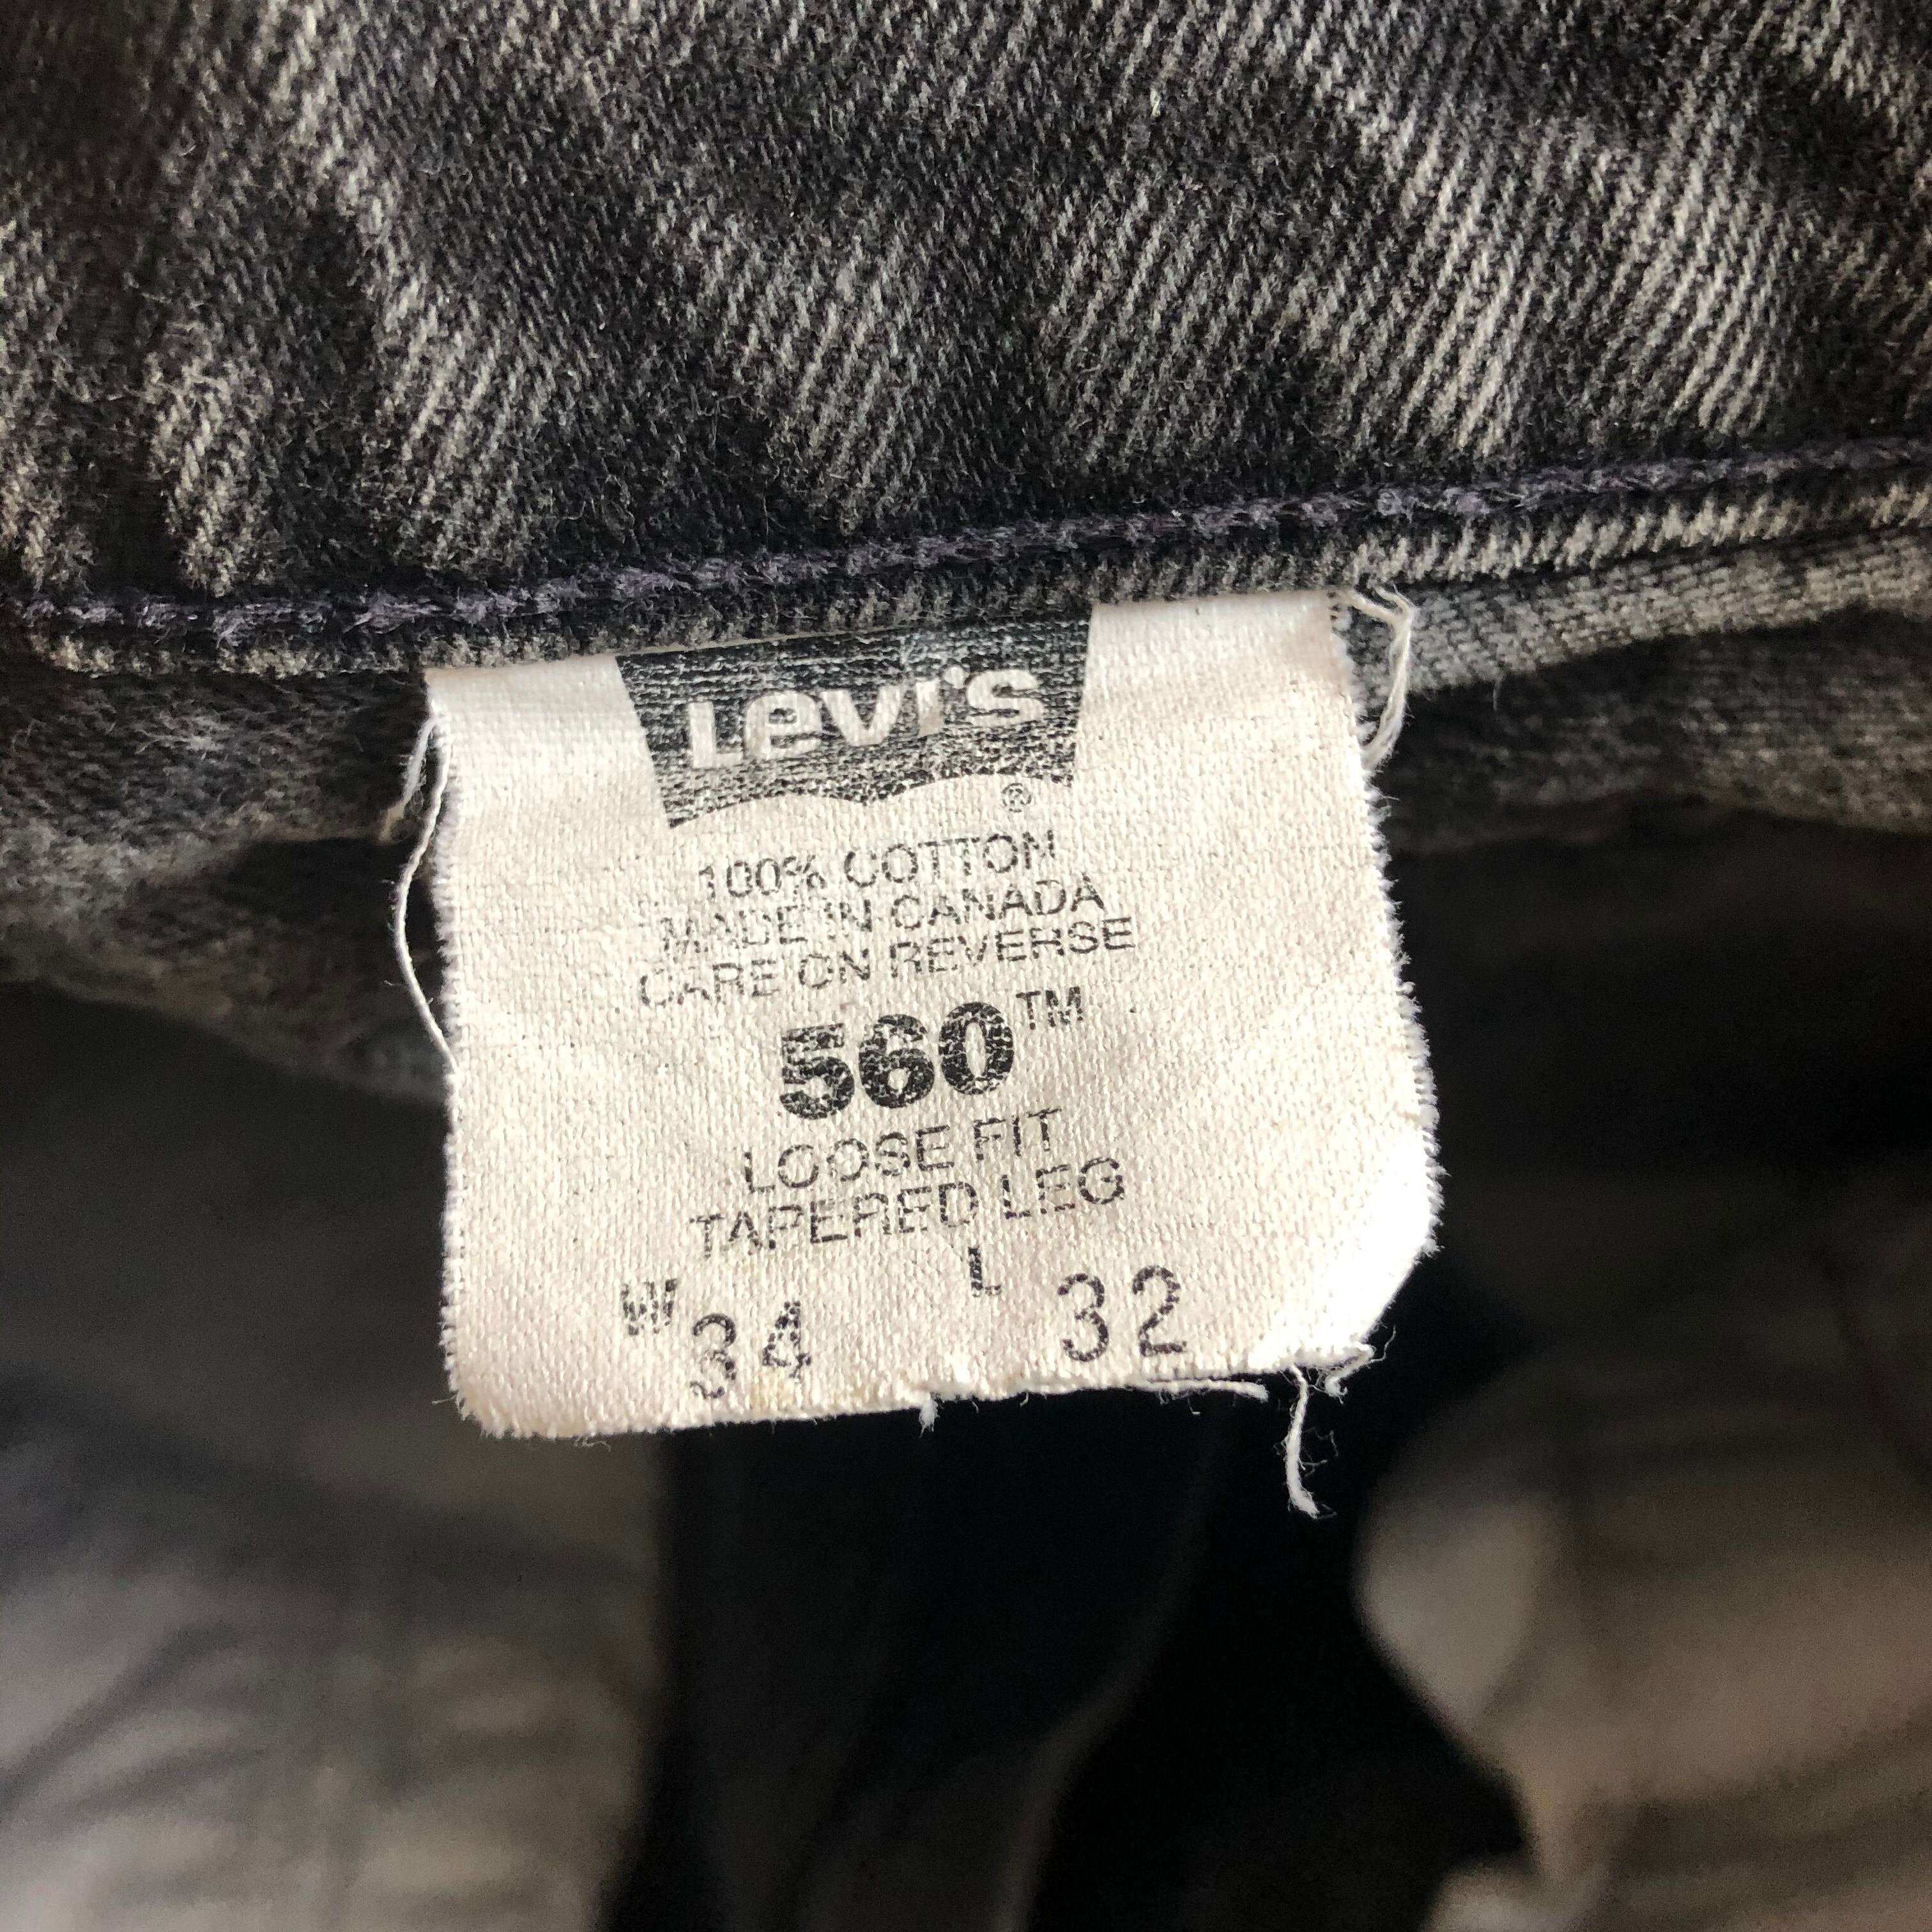 Levi's
®
100% COTTON
MADE IN CANADA
CARE ON REVERSE
560™
LOOSE FIT
TAPERED LEG
W 34 L 32